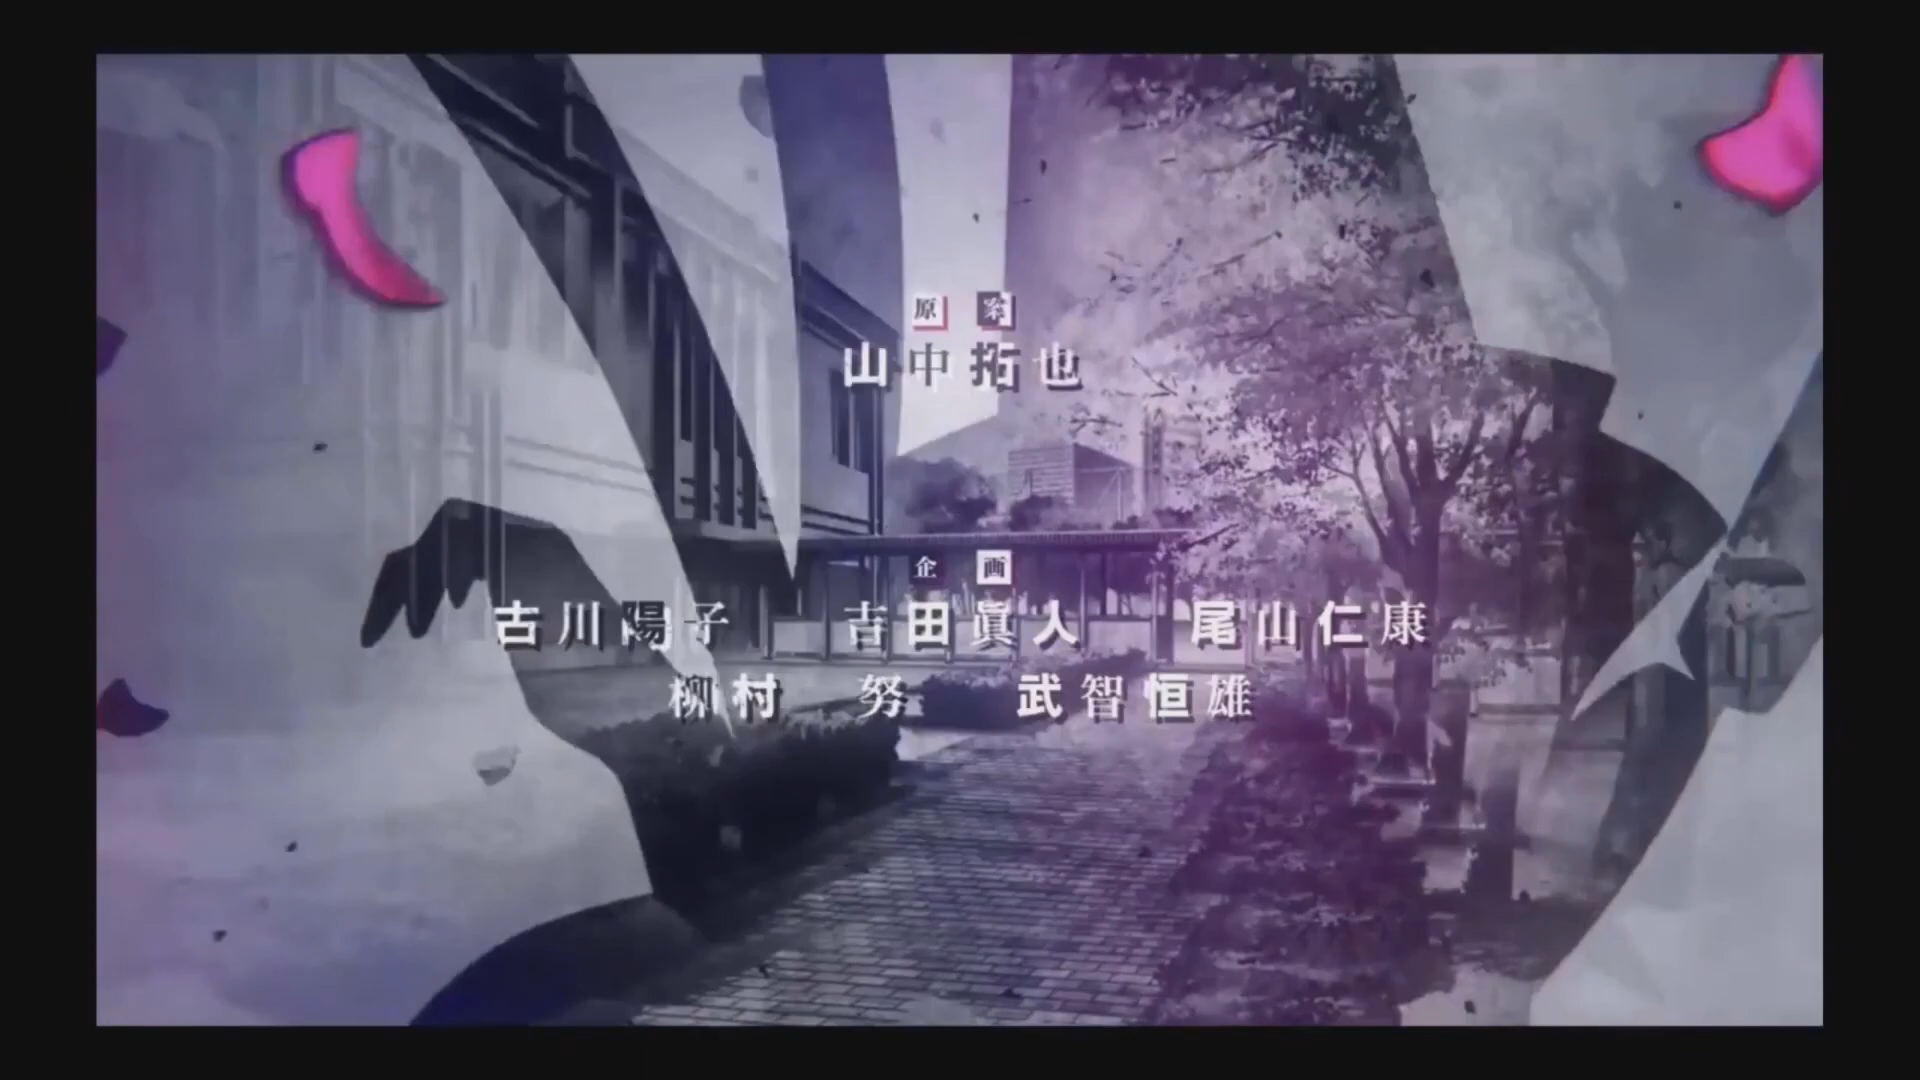 原案
山中拓也
企画
古川陽子 吉田眞人 尾山仁康
柳村 努 武智恒雄